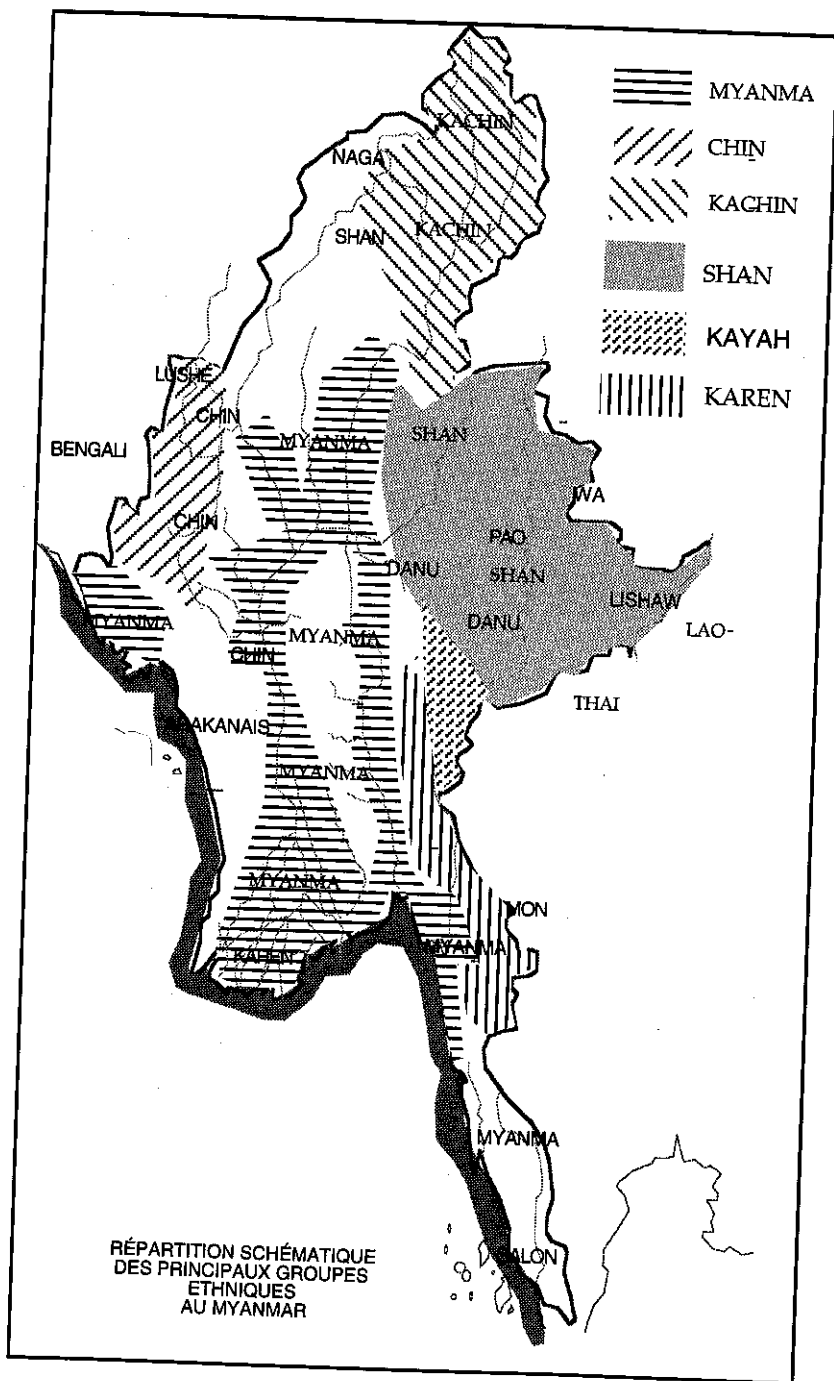 MYANMA
CHIN
KACHIN
SHAN
KAYAH
KAREN
KACHIN
NAGA
KACHIN
SHAN
LUSHE
CHIN
MYANMA
SHAN
BENGALI
WA
CHIN
PAO
DANU
SHAN
LISHAW
MYANMA
DANU
LAO-
MYANMA
CHIN
THAI
AKANAIS
MYANMA
MYANMA
MON
MYANMA
KAREN
MYANMA
SALON
RÉPARTITION SCHÉMATIQUE
DES PRINCIPAUX GROUPES
ETHNIQUES
AU MYANMAR